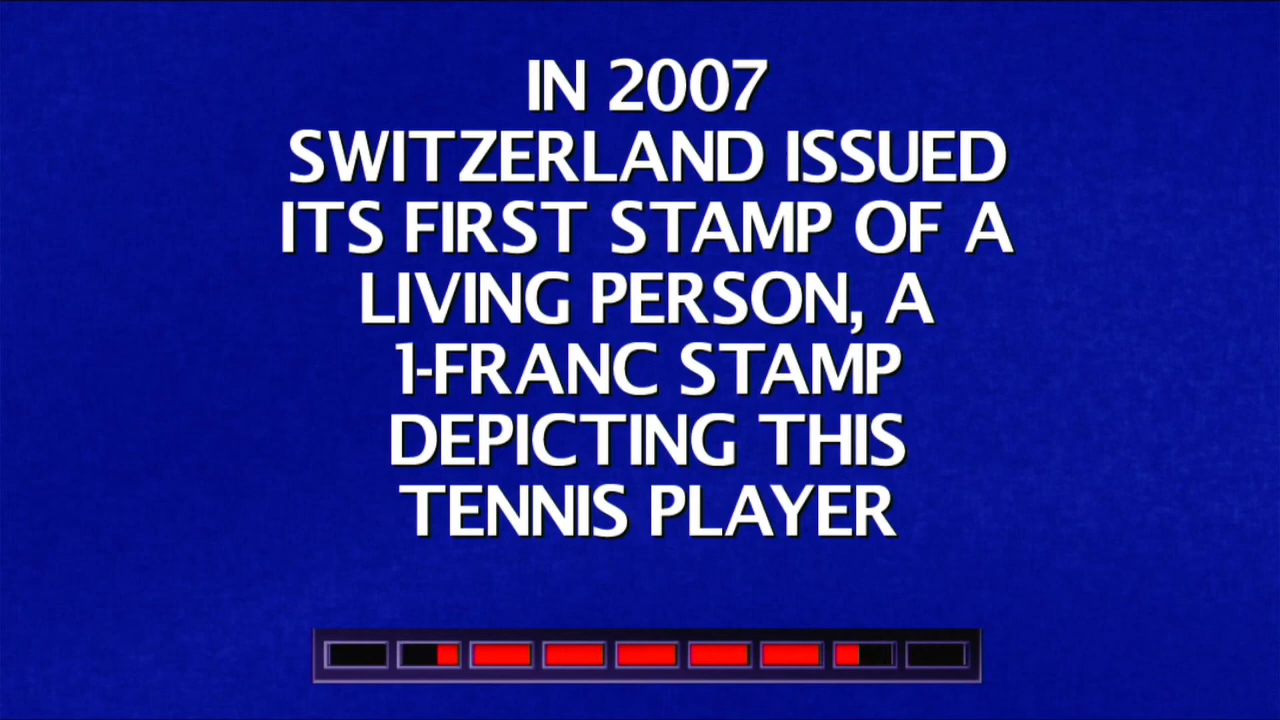 IN 2007
SWITZERLAND ISSUED
ITS FIRST STAMP OF A
LIVING PERSON, A
1-FRANC STAMP
DEPICTING THIS
TENNIS PLAYER